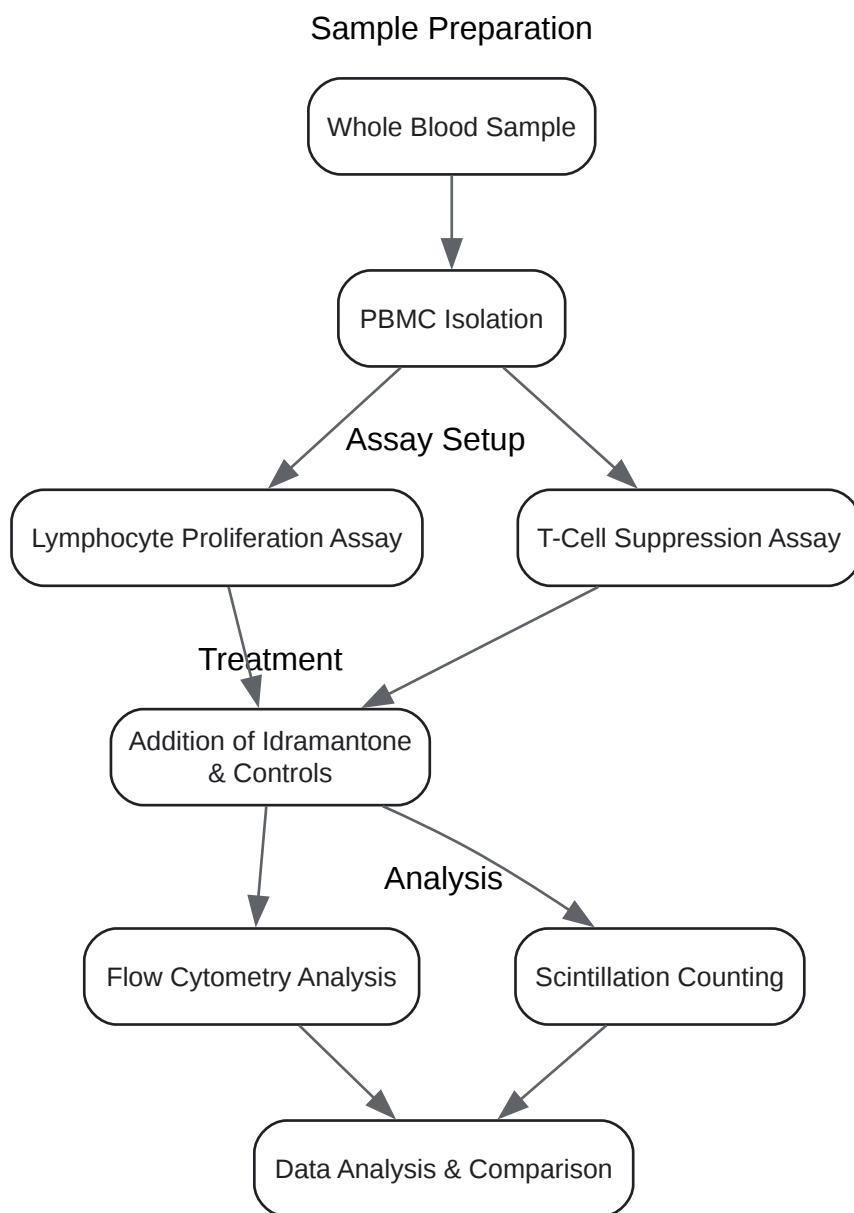 Sample Preparation
Whole Blood Sample
PBMC Isolation
Assay Setup
Lymphocyte Proliferation Assay
T-Cell Suppression Assay
Treatment
Addition of Idramantone
& Controls
Analysis
Flow Cytometry Analysis
Scintillation Counting
Data Analysis & Comparison